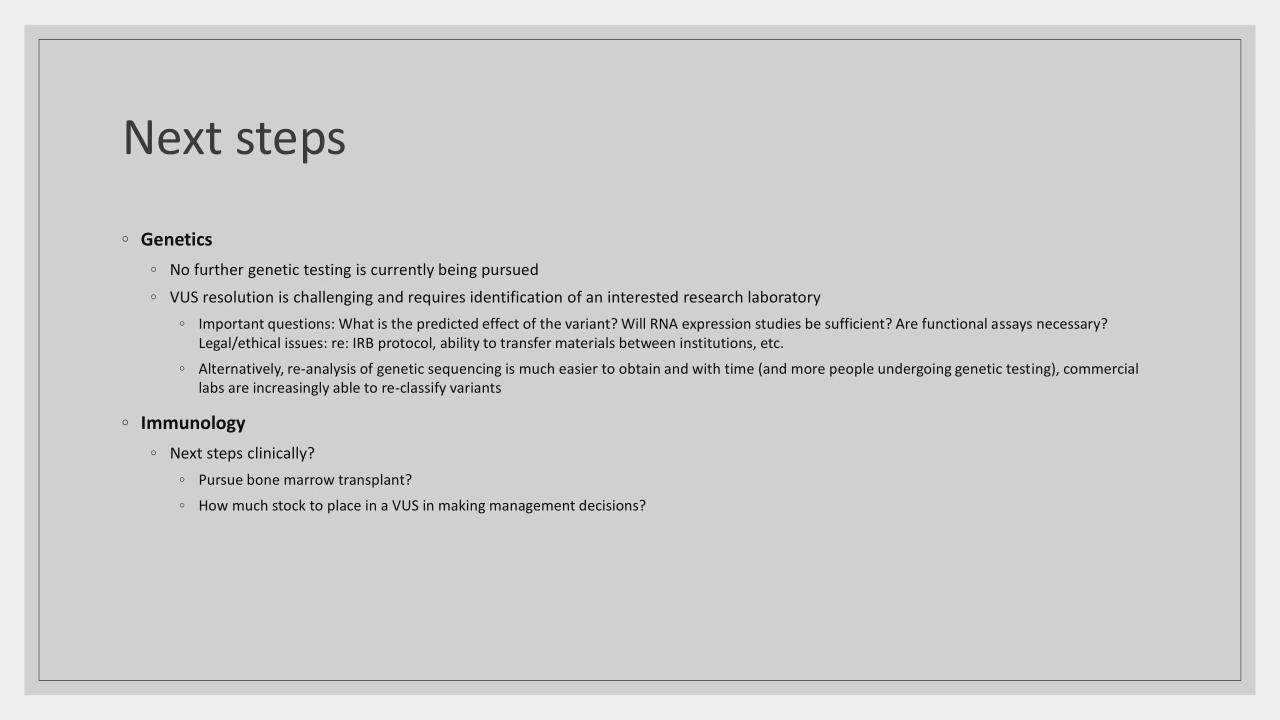 Next steps
◦ Genetics
◦ No further genetic testing is currently being pursued
◦ VUS resolution is challenging and requires identification of an interested research laboratory
◦ Important questions: What is the predicted effect of the variant? Will RNA expression studies be sufficient? Are functional assays necessary?
Legal/ethical issues: re: IRB protocol, ability to transfer materials between institutions, etc.
◦ Alternatively, re-analysis of genetic sequencing is much easier to obtain and with time (and more people undergoing genetic testing), commercial
labs are increasingly able to re-classify variants
◦ Immunology
◦ Next steps clinically?
◦ Pursue bone marrow transplant?
◦ How much stock to place in a VUS in making management decisions?